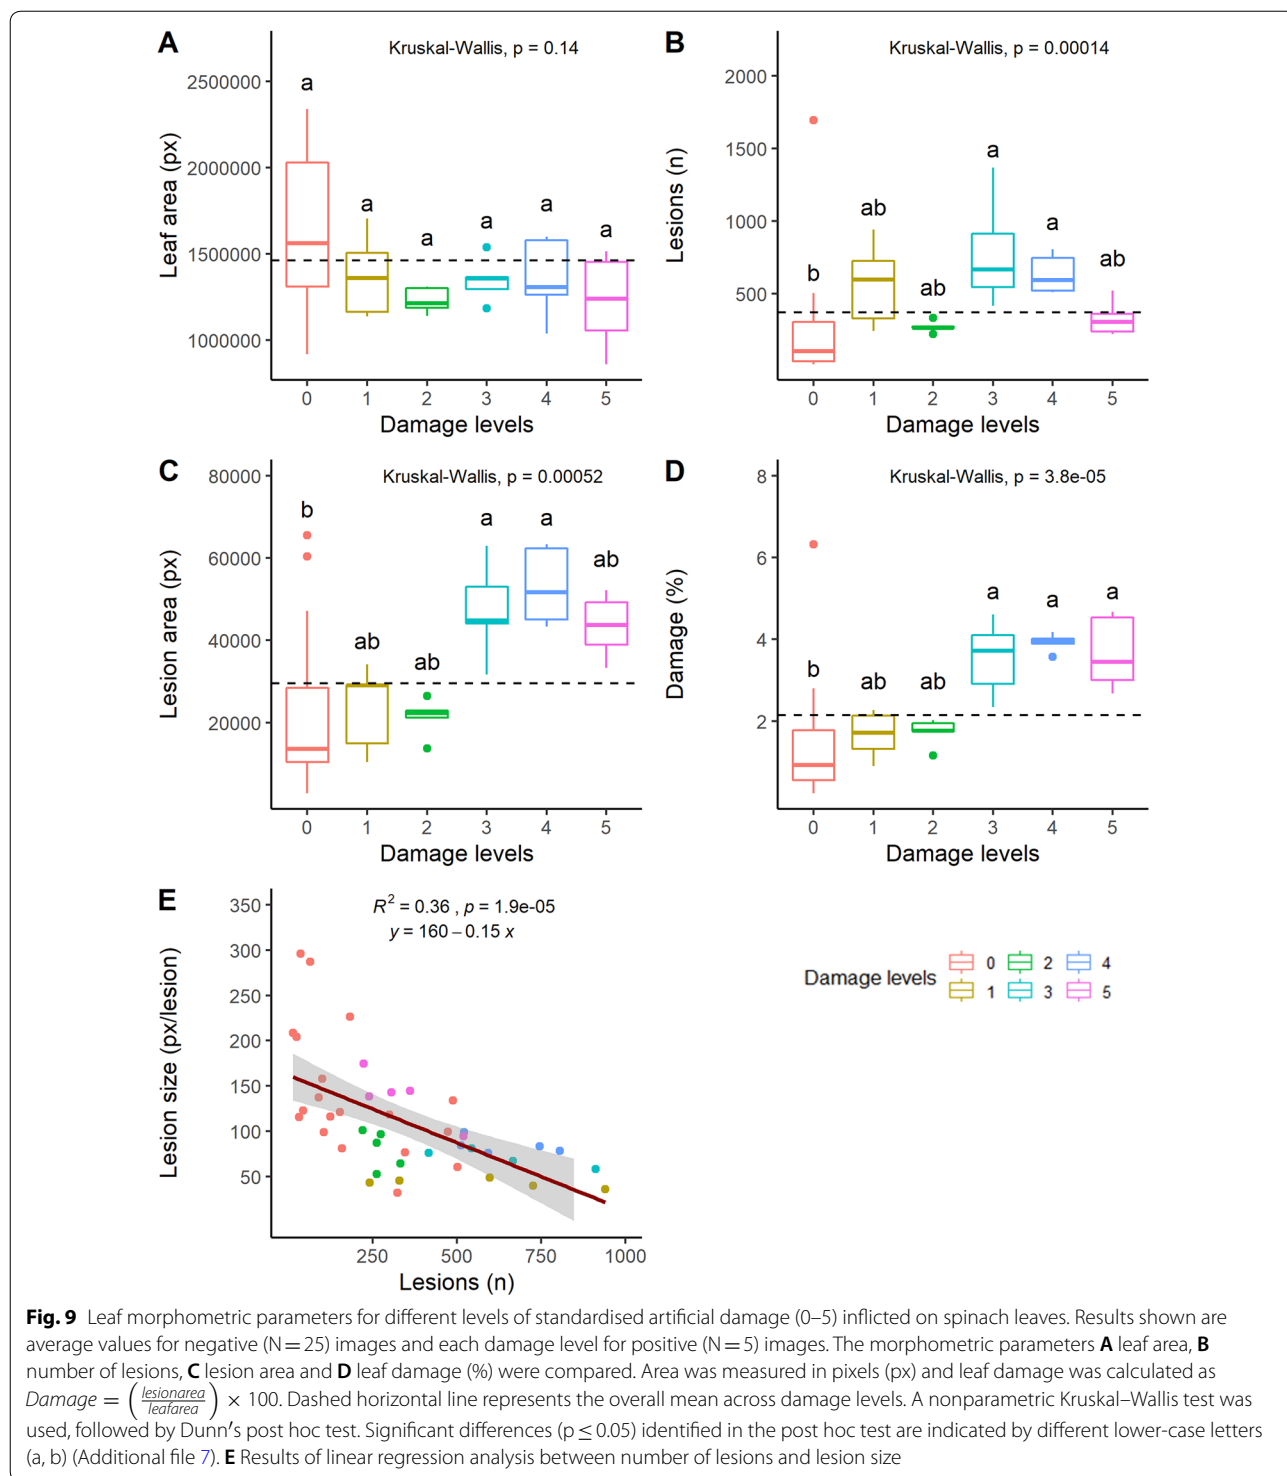 A
Kruskal-Wallis, p = 0.14
Leaf area (px)
2500000
2000000
1500000
1000000
a
a
a
a
a
a
0 1 2 3 4 5
Damage levels
B
Kruskal-Wallis, p = 0.00014
Lesions (n)
2000
1500
1000
500
b
ab
ab
a
a
ab
0 1 2 3 4 5
Damage levels
C
Kruskal-Wallis, p = 0.00052
Lesion area (px)
80000
60000
40000
20000
b
ab
ab
a
a
ab
0 1 2 3 4 5
Damage levels
D
Kruskal-Wallis, p = 3.8e-05
Damage (%)
8
6
4
2
b
ab
ab
a
a
a
0 1 2 3 4 5
Damage levels
E
R² = 0.36 , p = 1.9e-05
y = 160 – 0.15 x
Lesion size (px/lesion)
350
300
250
200
150
100
50
250 500 750 1000
Lesions (n)
Damage levels
0 2 4
1 3 5
Fig. 9 Leaf morphometric parameters for different levels of standardised artificial damage (0–5) inflicted on spinach leaves. Results shown are
average values for negative (N = 25) images and each damage level for positive (N = 5) images. The morphometric parameters A leaf area, B
number of lesions, C lesion area and D leaf damage (%) were compared. Area was measured in pixels (px) and leaf damage was calculated as
Damage = (lesionarea/leafarea) × 100. Dashed horizontal line represents the overall mean across damage levels. A nonparametric Kruskal–Wallis test was
used, followed by Dunn′s post hoc test. Significant differences (p ≤ 0.05) identified in the post hoc test are indicated by different lower-case letters
(a, b) (Additional file 7). E Results of linear regression analysis between number of lesions and lesion size